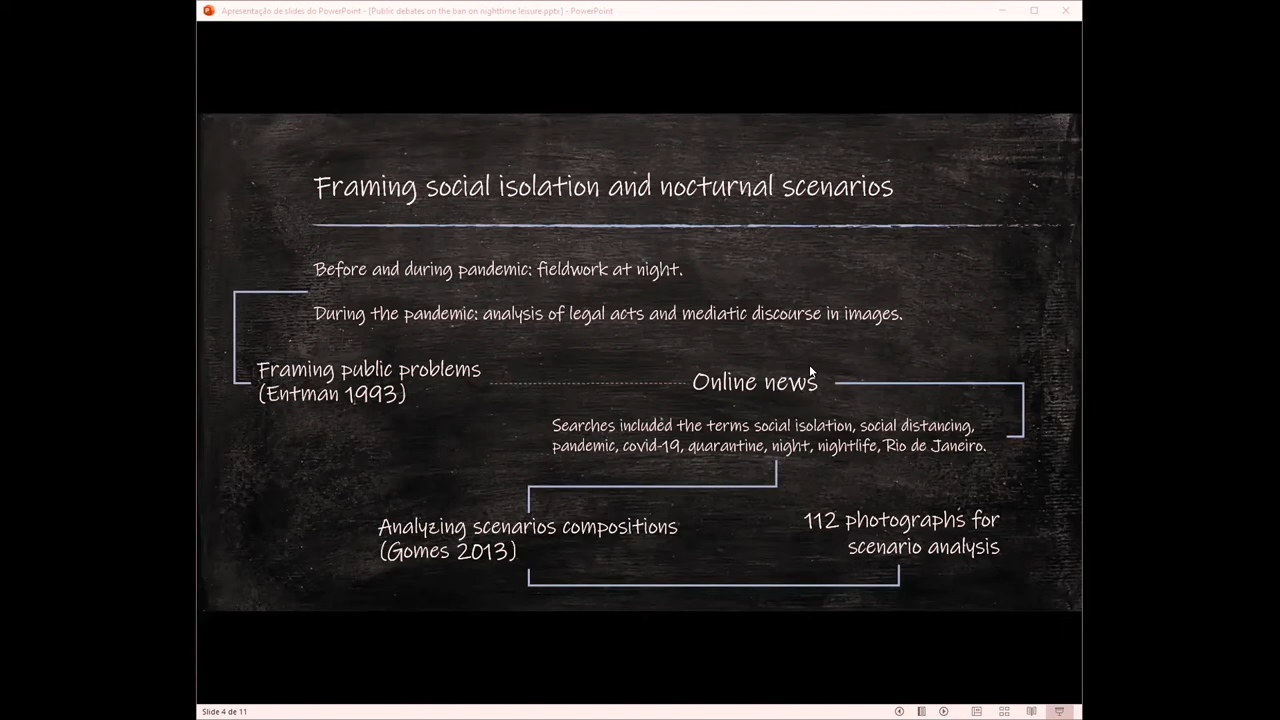 Apresentação de slides do PowerPoint - [Public debates on the ban on nighttime leisure.pptx] - PowerPoint
Framing social isolation and nocturnal scenarios
Before and during pandemic: fieldwork at night.
During the pandemic: analysis of legal acts and mediatic discourse in images.
Framing public problems
(Entman 1993)
Online news
Searches included the terms social isolation, social distancing,
pandemic, covid-19, quarantine, night, nightlife, Rio de Janeiro.
Analyzing scenarios compositions
(Gomes 2013)
112 photographs for
scenario analysis
Slide 4 de 11